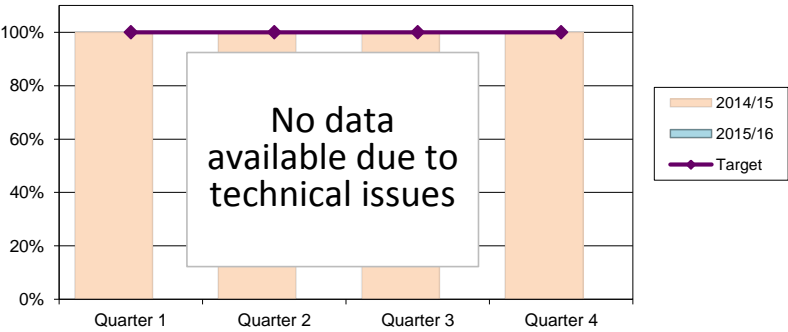 100%
80%
60%
40%
20%
0%
No data
available due to
technical issues
Quarter 1 Quarter 2 Quarter 3 Quarter 4
2014/15
2015/16
Target